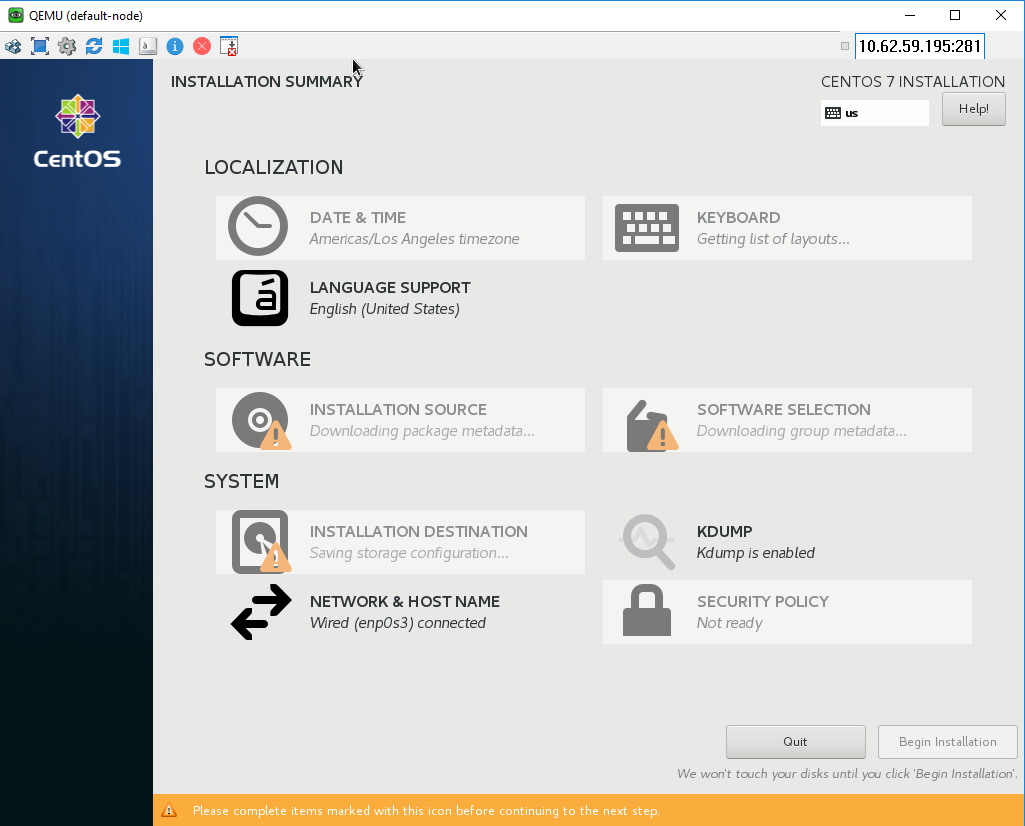 QEMU (default-node)
10.62.59.195:281
INSTALLATION SUMMARY
CENTOS 7 INSTALLATION
us
Help!
CentOS
LOCALIZATION
DATE & TIME
Americas/Los Angeles timezone
KEYBOARD
Getting list of layouts...
LANGUAGE SUPPORT
English (United States)
SOFTWARE
INSTALLATION SOURCE
Downloading package metadata...
SOFTWARE SELECTION
Downloading group metadata...
SYSTEM
INSTALLATION DESTINATION
Saving storage configuration...
KDUMP
Kdump is enabled
NETWORK & HOST NAME
Wired (enp0s3) connected
SECURITY POLICY
Not ready
Quit
Begin Installation
We won't touch your disks until you click 'Begin Installation'.
Please complete items marked with this icon before continuing to the next step.